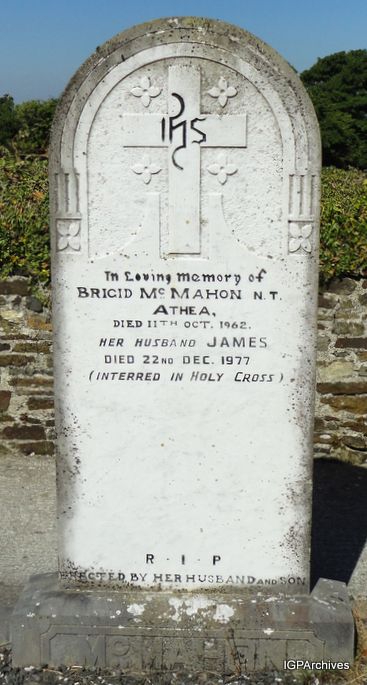 IHS
In Loving Memory of
BRIGID McMAHON N.T.
ATHEA,
DIED 11TH OCT. 1962.
HER HUSBAND JAMES
DIED 22ND DEC. 1977
(INTERRED IN HOLY CROSS)
R·I·P
ERECTED BY HER HUSBAND AND SON
IGPArchives